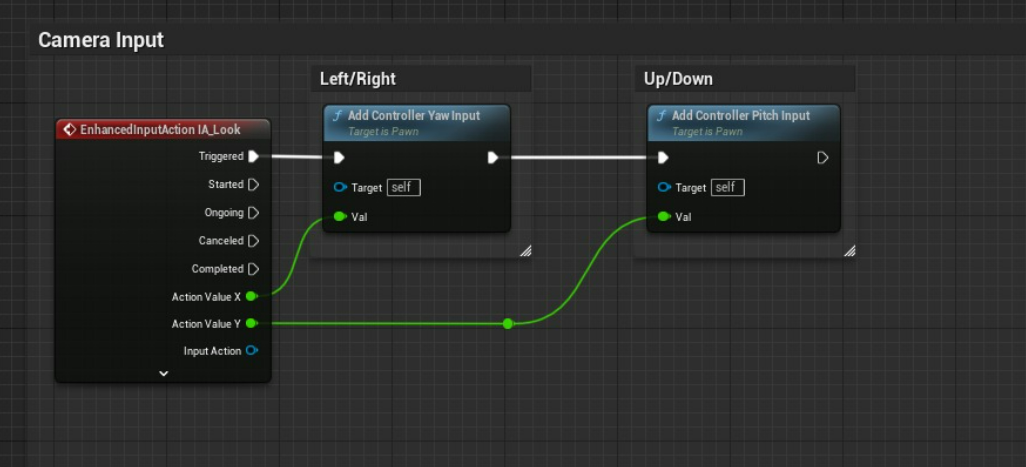 Camera Input
Left/Right
Up/Down
EnhancedInputAction IA_Look
Triggered
Started
Ongoing
Canceled
Completed
Action Value X
Action Value Y
Input Action
f Add Controller Yaw Input
Target is Pawn
Target self
Val
f Add Controller Pitch Input
Target is Pawn
Target self
Val